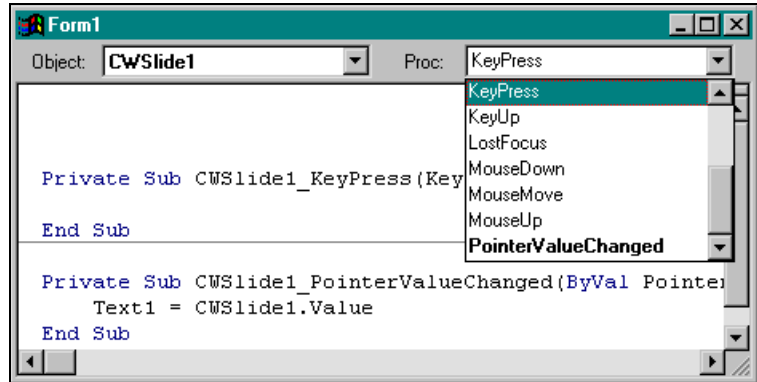 Form1
Object: CWSlide1 Proc: KeyPress
KeyPress
KeyUp
LostFocus
MouseDown
MouseMove
MouseUp
PointerValueChanged
Private Sub CWSlide1_KeyPress(Key
End Sub
Private Sub CWSlide1_PointerValueChanged(ByVal Pointer
Text1 = CWSlide1.Value
End Sub